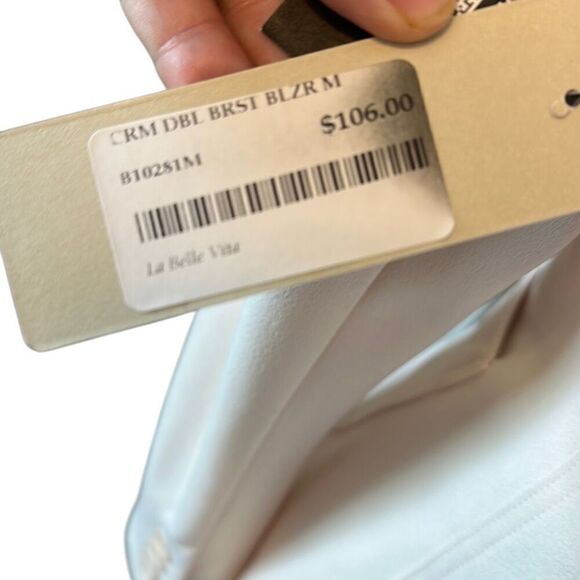 CRM DBL BRST BLZR M
$106.00
B10281M
La Belle Vita